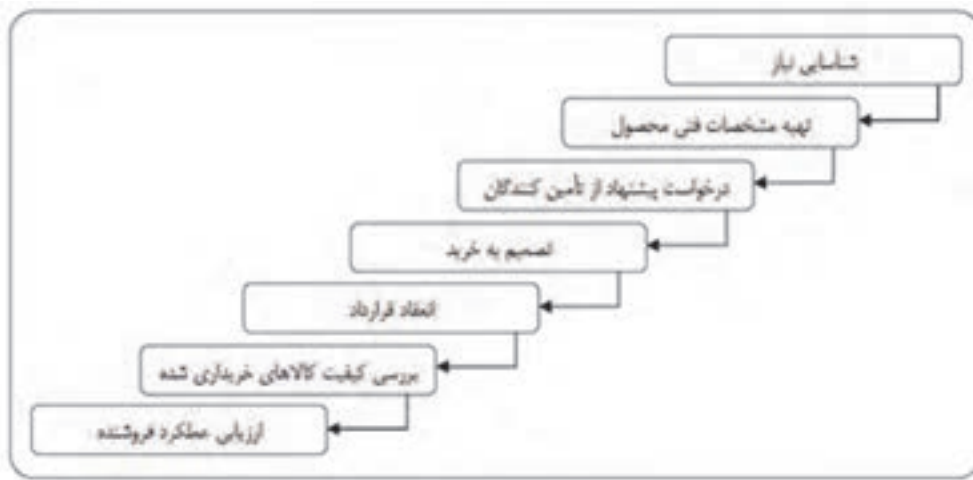 شناسایی نیاز
تهیه مشخصات فنی محصول
درخواست پیشنهاد از تأمین کنندگان
تصمیم به خرید
انعقاد قرارداد
بررسی کیفیت کالاهای خریداری شده
ارزیابی عملکرد فروشنده